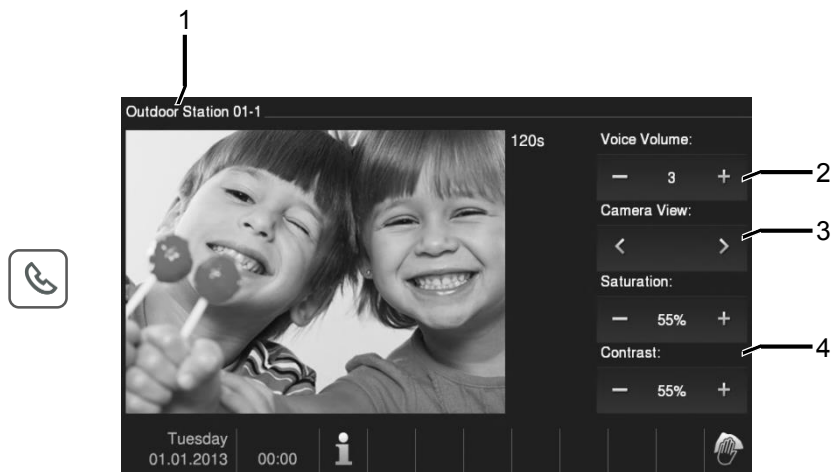 1
Outdoor Station 01-1
120s
Voice Volume:
− 3 +
2
Camera View:
< >
3
Saturation:
− 55% +
Contrast:
4
− 55% +
Tuesday
01.01.2013
00:00
i